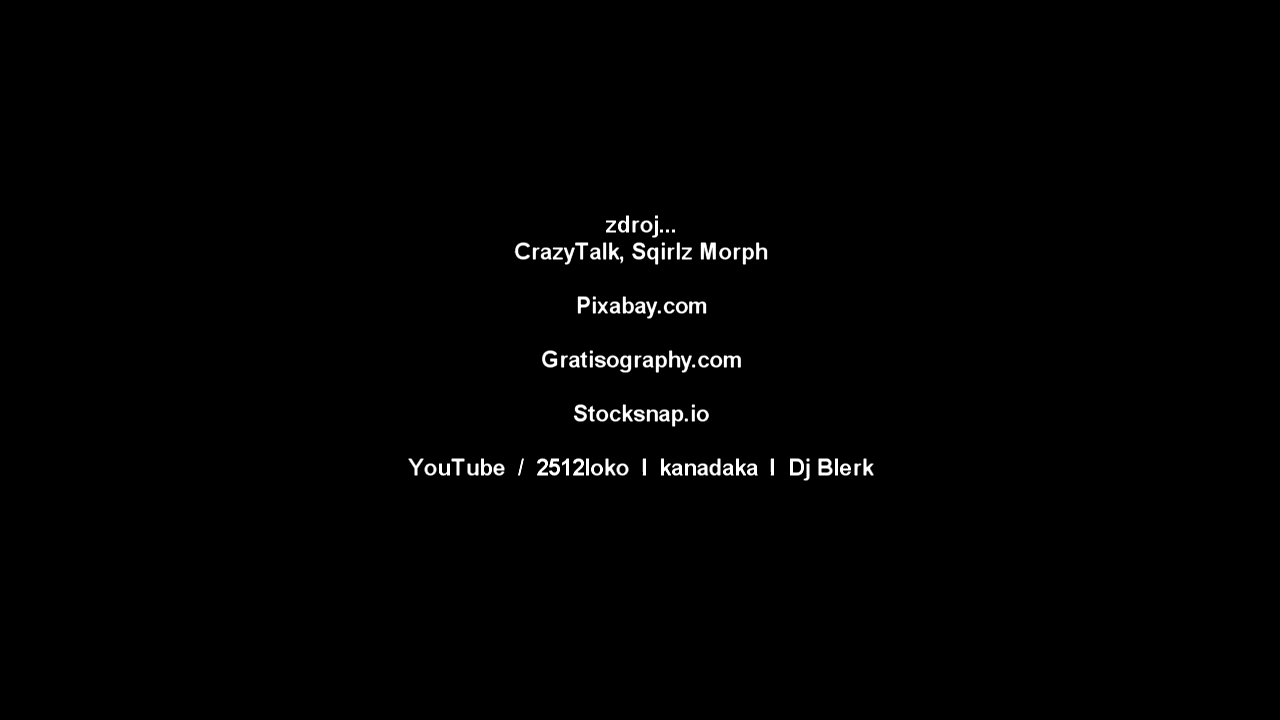 zdroj...
CrazyTalk, Sqirlz Morph
Pixabay.com
Gratisography.com
Stocksnap.io
YouTube / 2512loko I kanadaka I Dj Blerk